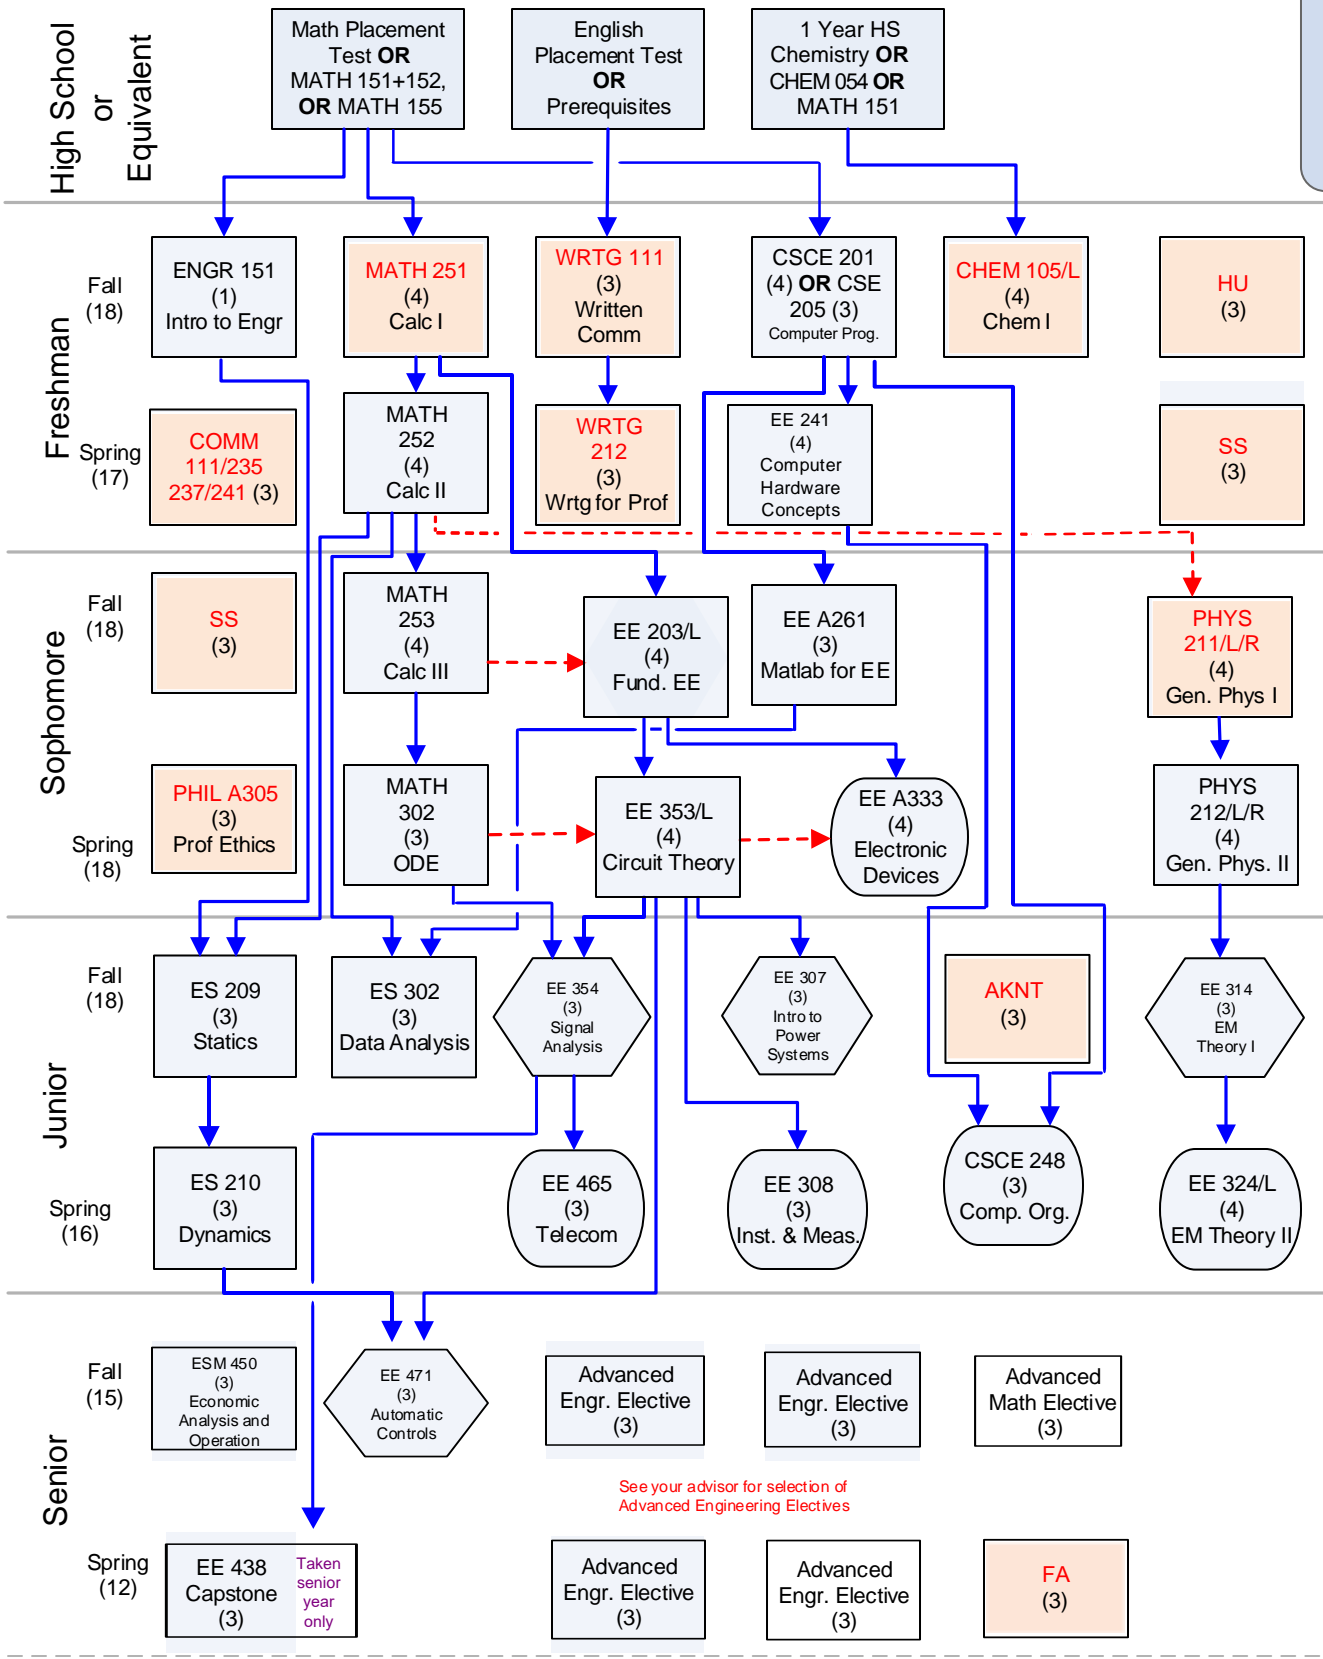 High School
or
Equivalent
Math Placement
Test OR
MATH 151+152,
OR MATH 155
English
Placement Test
OR
Prerequisites
1 Year HS
Chemistry OR
CHEM 054 OR
MATH 151
Freshman
Fall
(18)
ENGR 151
(1)
Intro to Engr
MATH 251
(4)
Calc I
WRTG 111
(3)
Written
Comm
CSCE 201
(4) OR CSE
205 (3)
Computer Prog.
CHEM 105/L
(4)
Chem I
HU
(3)
Spring
(17)
COMM
111/235
237/241 (3)
MATH
252
(4)
Calc II
WRTG
212
(3)
Wrtg for Prof
EE 241
(4)
Computer
Hardware
Concepts
SS
(3)
Sophomore
Fall
(18)
SS
(3)
MATH
253
(4)
Calc III
EE 203/L
(4)
Fund. EE
EE A261
(3)
Matlab for EE
PHYS
211/L/R
(4)
Gen. Phys I
Spring
(18)
PHIL A305
(3)
Prof Ethics
MATH
302
(3)
ODE
EE 353/L
(4)
Circuit Theory
EE A333
(4)
Electronic
Devices
PHYS
212/L/R
(4)
Gen. Phys. II
Junior
Fall
(18)
ES 209
(3)
Statics
ES 302
(3)
Data Analysis
EE 354
(3)
Signal
Analysis
EE 307
(3)
Intro to
Power
Systems
AKNT
(3)
EE 314
(3)
EM
Theory I
Spring
(16)
ES 210
(3)
Dynamics
EE 465
(3)
Telecom
EE 308
(3)
Inst. & Meas.
CSCE 248
(3)
Comp. Org.
EE 324/L
(4)
EM Theory II
Senior
Fall
(15)
ESM 450
(3)
Economic
Analysis and
Operation
EE 471
(3)
Automatic
Controls
Advanced
Engr. Elective
(3)
Advanced
Engr. Elective
(3)
Advanced
Math Elective
(3)
See your advisor for selection of
Advanced Engineering Electives
Spring
(12)
EE 438
Capstone
(3)
Taken
senior
year
only
Advanced
Engr. Elective
(3)
Advanced
Engr. Elective
(3)
FA
(3)